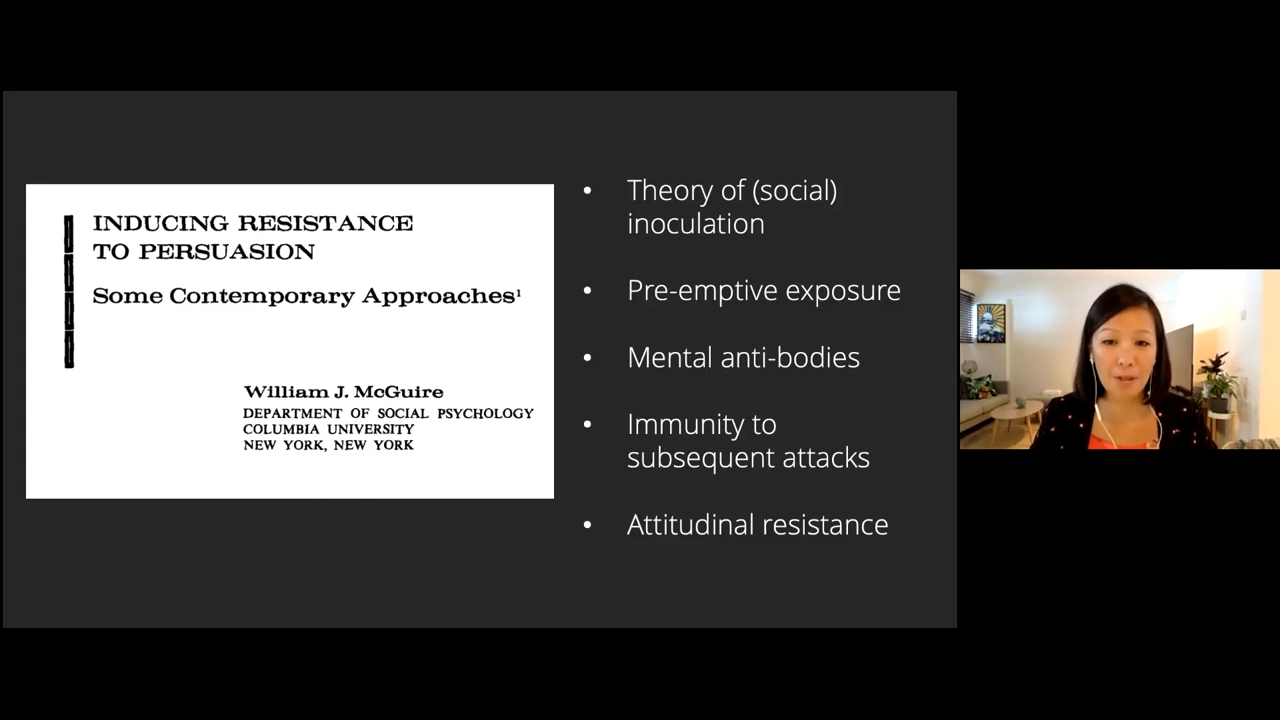 INDUCING RESISTANCE
TO PERSUASION
Some Contemporary Approaches¹
William J. McGuire
DEPARTMENT OF SOCIAL PSYCHOLOGY
COLUMBIA UNIVERSITY
NEW YORK, NEW YORK
• Theory of (social)
inoculation
• Pre-emptive exposure
• Mental anti-bodies
• Immunity to
subsequent attacks
• Attitudinal resistance